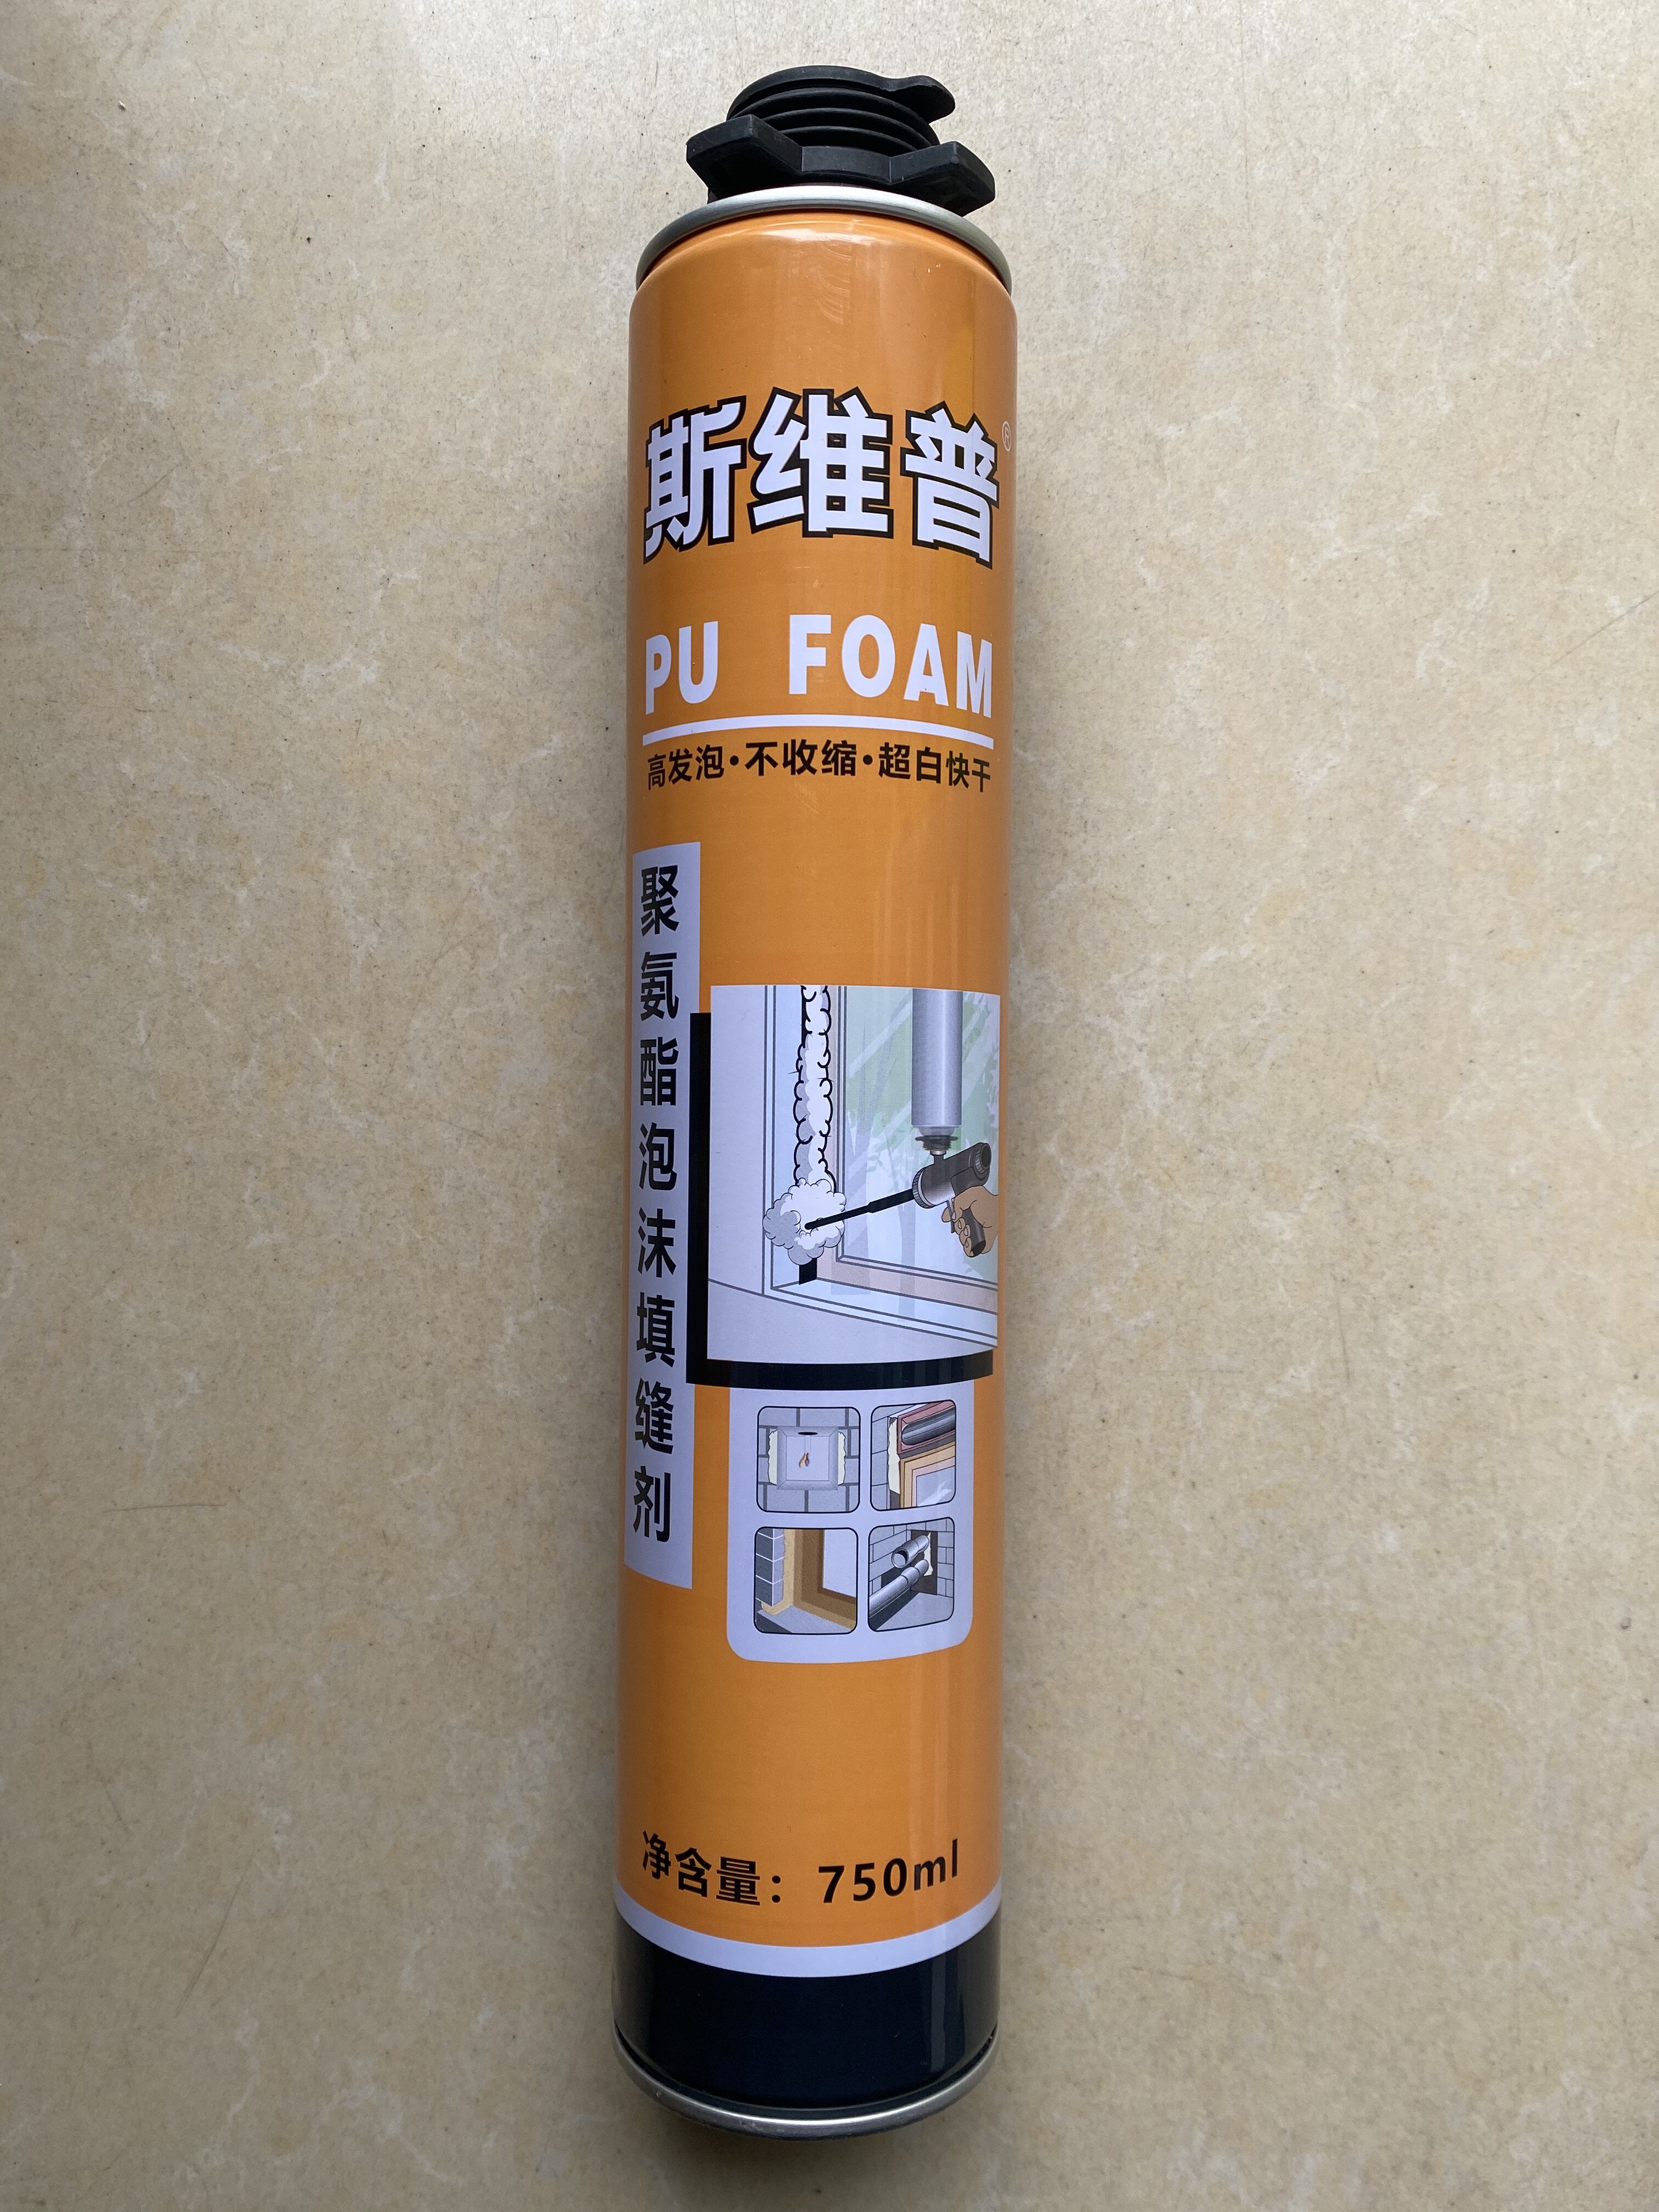 斯维普®
PU FOAM
高发泡·不收缩·超白快干
聚氨酯泡沫填缝剂
净含量：750ml